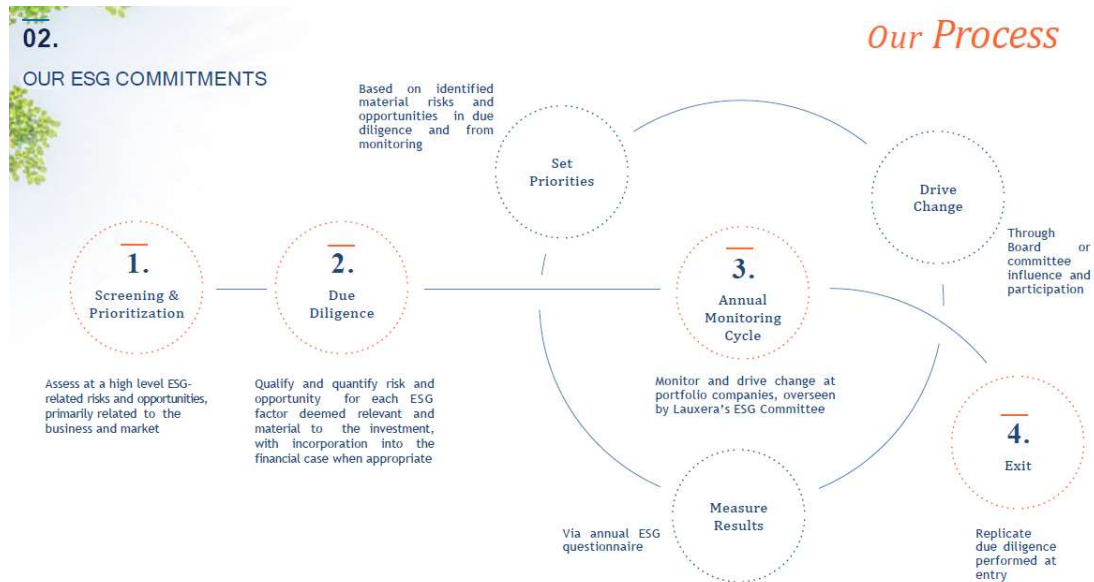 02.
OUR ESG COMMITMENTS
Our Process
Based on identified
material risks and
opportunities in due
diligence and from
monitoring
Set
Priorities
Drive
Change
Through
Board or
committee
influence and
participation
1.
Screening &
Prioritization
Assess at a high level ESG-
related risks and opportunities,
primarily related to the
business and market
2.
Due
Diligence
Qualify and quantify risk and
opportunity for each ESG
factor deemed relevant and
material to the investment,
with incorporation into the
financial case when appropriate
3.
Annual
Monitoring
Cycle
Monitor and drive change at
portfolio companies, overseen
by Lauxera's ESG Committee
Measure
Results
Via annual ESG
questionnaire
4.
Exit
Replicate
due diligence
performed at
entry